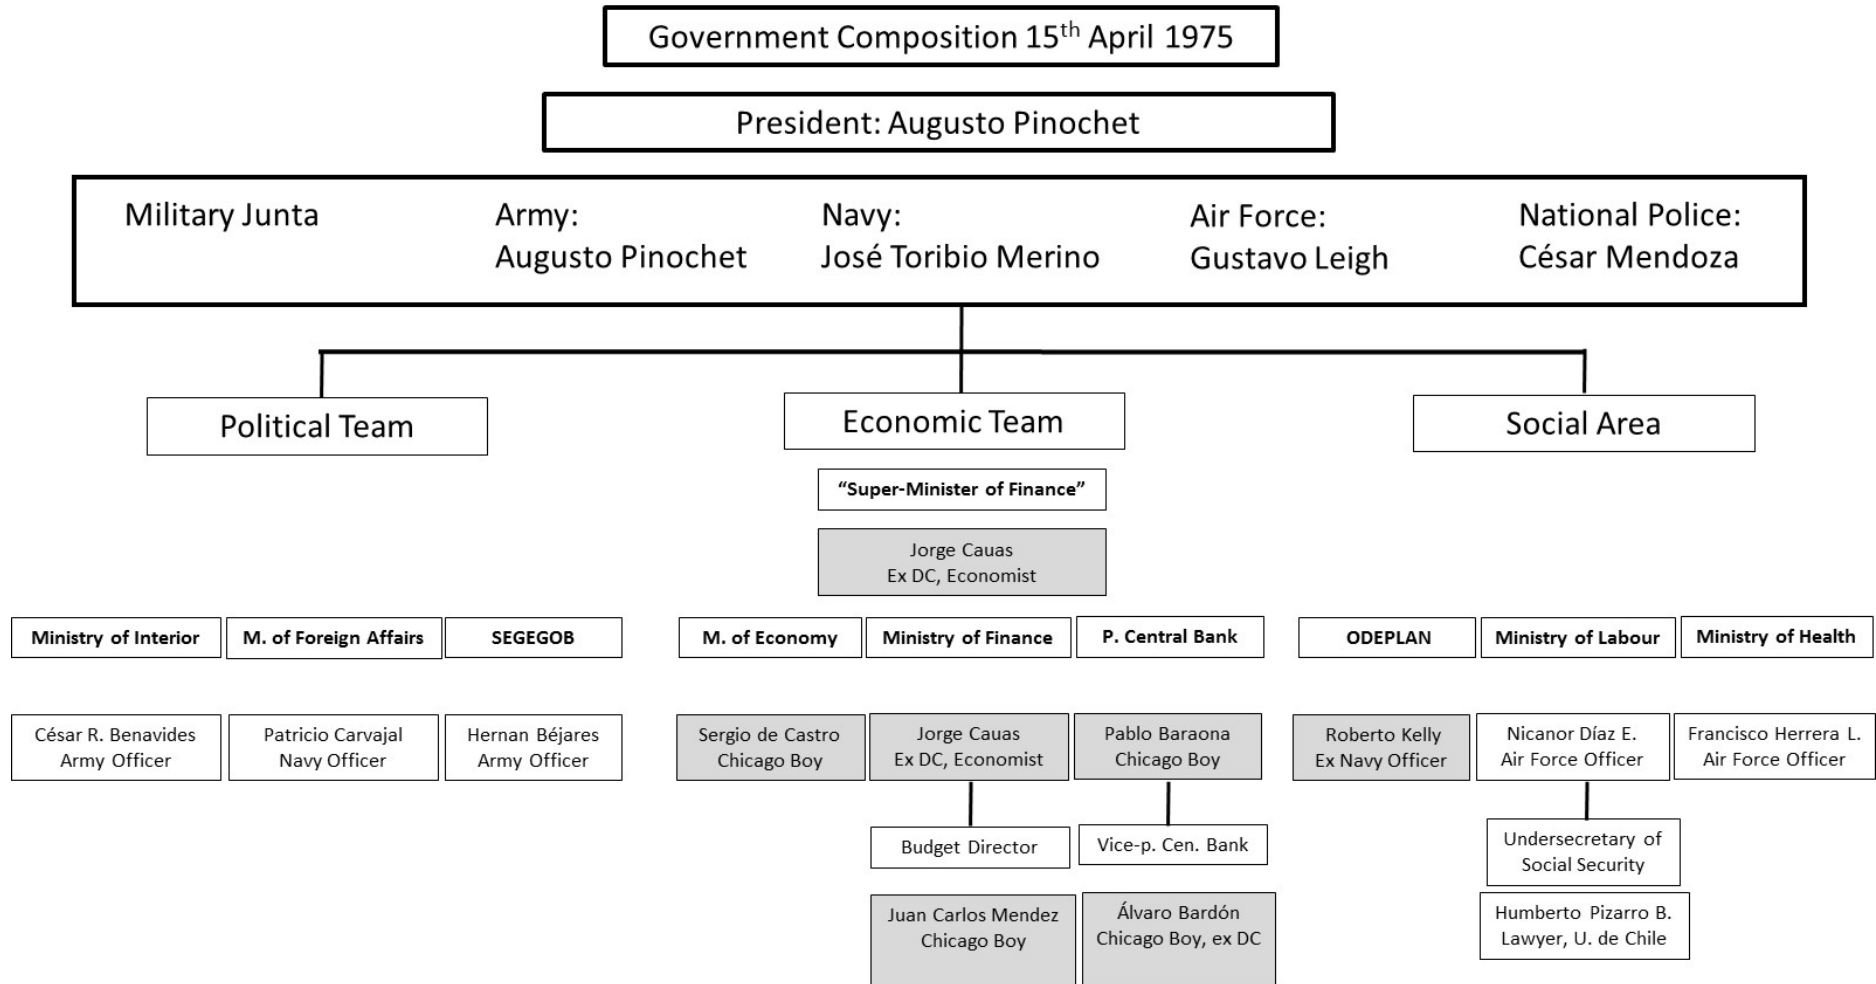 Government Composition 15th April 1975
President: Augusto Pinochet
Military Junta
Army:
Augusto Pinochet
Navy:
José Toribio Merino
Air Force:
Gustavo Leigh
National Police:
César Mendoza
Political Team
Economic Team
Social Area
“Super-Minister of Finance”
Jorge Cauas
Ex DC, Economist
Ministry of Interior
M. of Foreign Affairs
SEGEGOB
M. of Economy
Ministry of Finance
P. Central Bank
ODEPLAN
Ministry of Labour
Ministry of Health
César R. Benavides
Army Officer
Patricio Carvajal
Navy Officer
Hernan Béjares
Army Officer
Sergio de Castro
Chicago Boy
Jorge Cauas
Ex DC, Economist
Pablo Baraona
Chicago Boy
Roberto Kelly
Ex Navy Officer
Nicanor Díaz E.
Air Force Officer
Francisco Herrera L.
Air Force Officer
Budget Director
Vice-p. Cen. Bank
Undersecretary of
Social Security
Juan Carlos Mendez
Chicago Boy
Álvaro Bardón
Chicago Boy, ex DC
Humberto Pizarro B.
Lawyer, U. de Chile